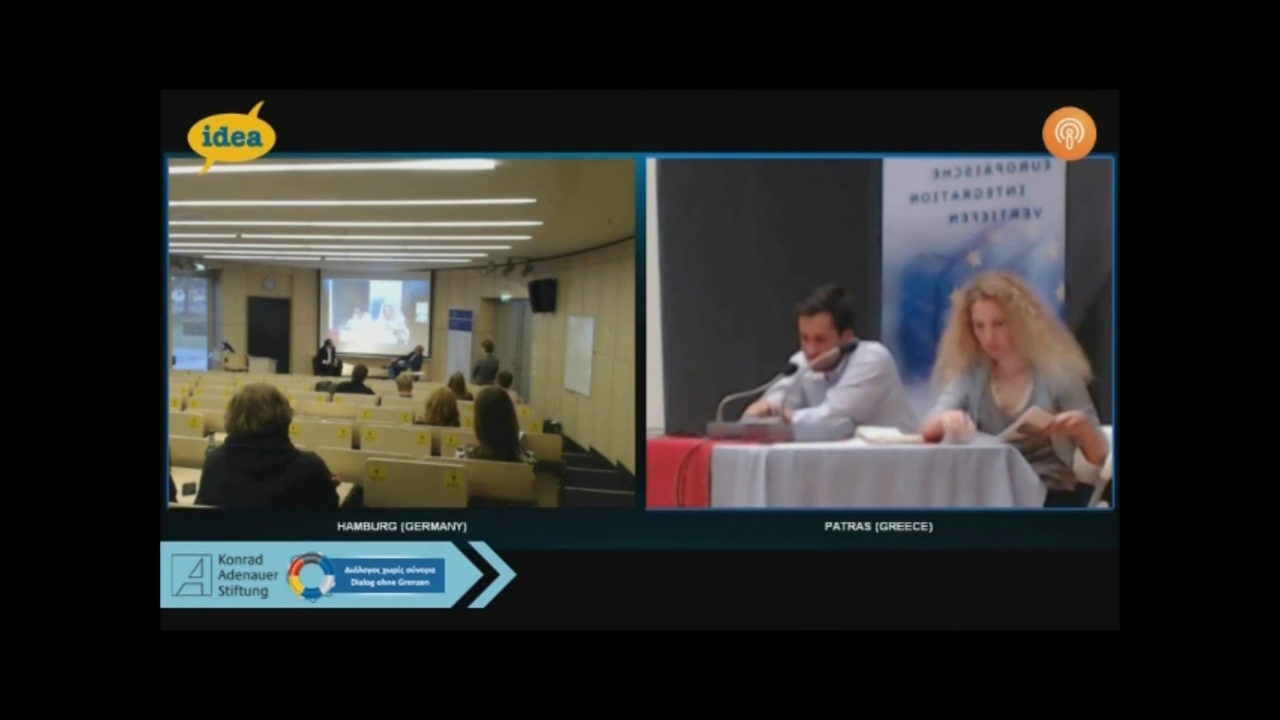 idea
EUROPÄISCHE
INTEGRATION
VERTIEFEN
HAMBURG (GERMANY)
PATRAS (GREECE)
Konrad
Adenauer
Stiftung
Διάλογος χωρίς σύνορα
Dialog ohne Grenzen